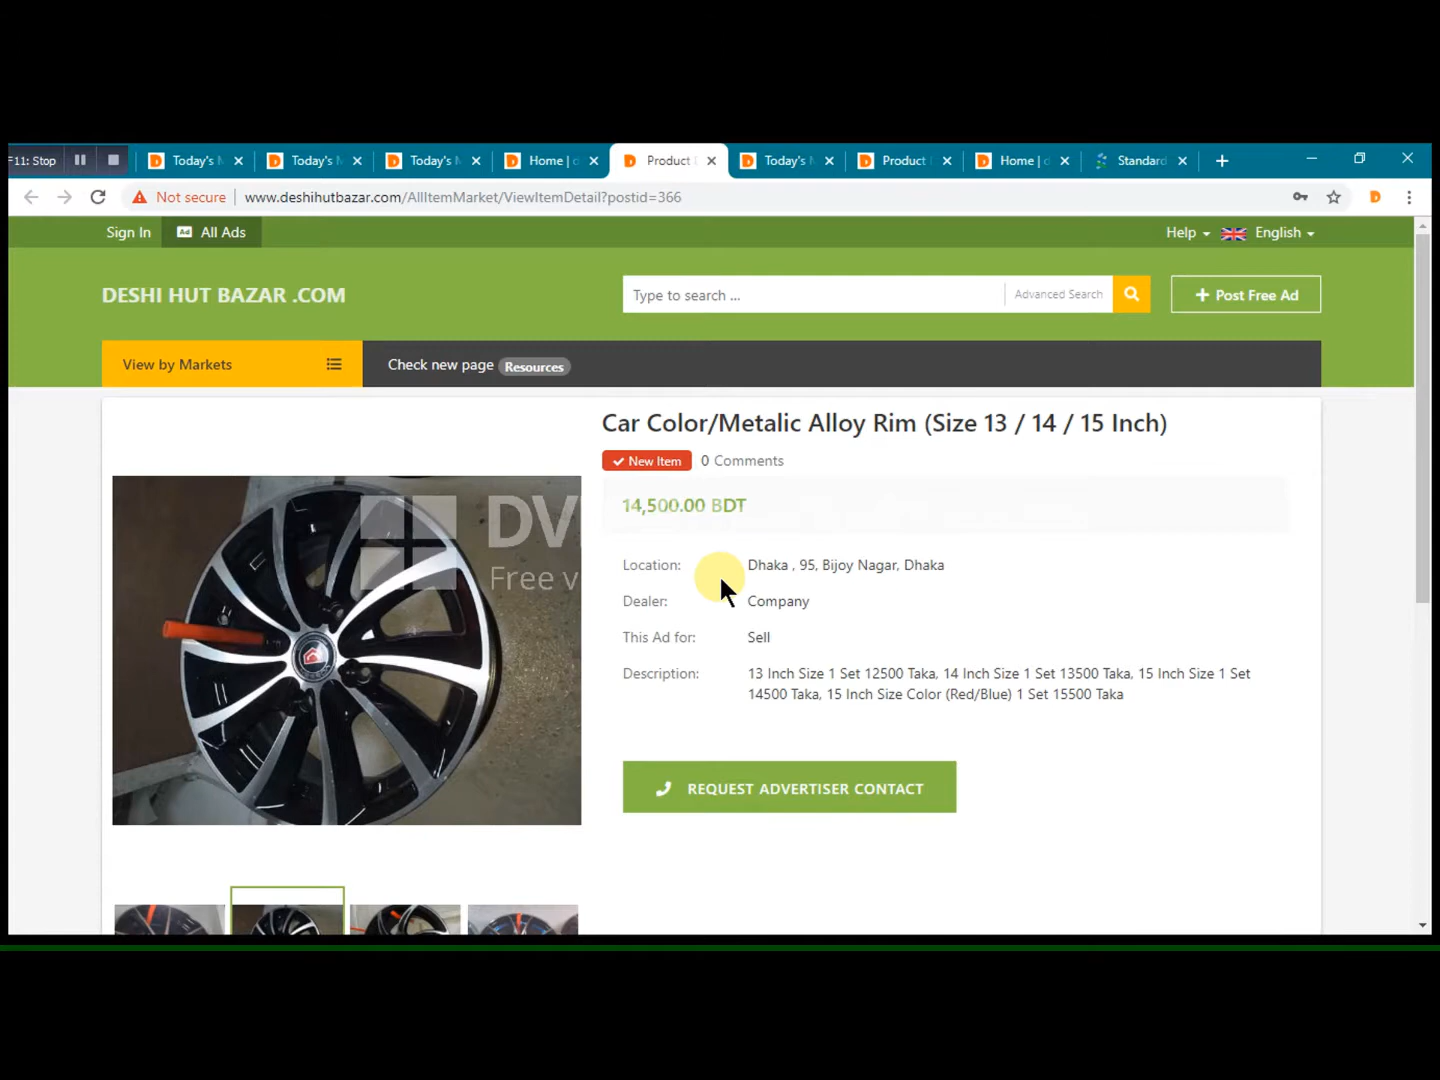 F11: Stop
Today's
Today's
Today's
Home |
Product
Today's
Product
Home |
Standard
Not secure
www.deshihutbazar.com/AllItemMarket/ViewItemDetail?postid=366
Sign In
Ad All Ads
Help
English
DESHI HUT BAZAR .COM
Type to search ...
Advanced Search
+ Post Free Ad
View by Markets
Check new page Resources
Car Color/Metalic Alloy Rim (Size 13 / 14 / 15 Inch)
New Item 0 Comments
14,500.00 BDT
DV
Free v
Location: Dhaka , 95, Bijoy Nagar, Dhaka
Dealer: Company
This Ad for: Sell
Description: 13 Inch Size 1 Set 12500 Taka, 14 Inch Size 1 Set 13500 Taka, 15 Inch Size 1 Set
14500 Taka, 15 Inch Size Color (Red/Blue) 1 Set 15500 Taka
REQUEST ADVERTISER CONTACT